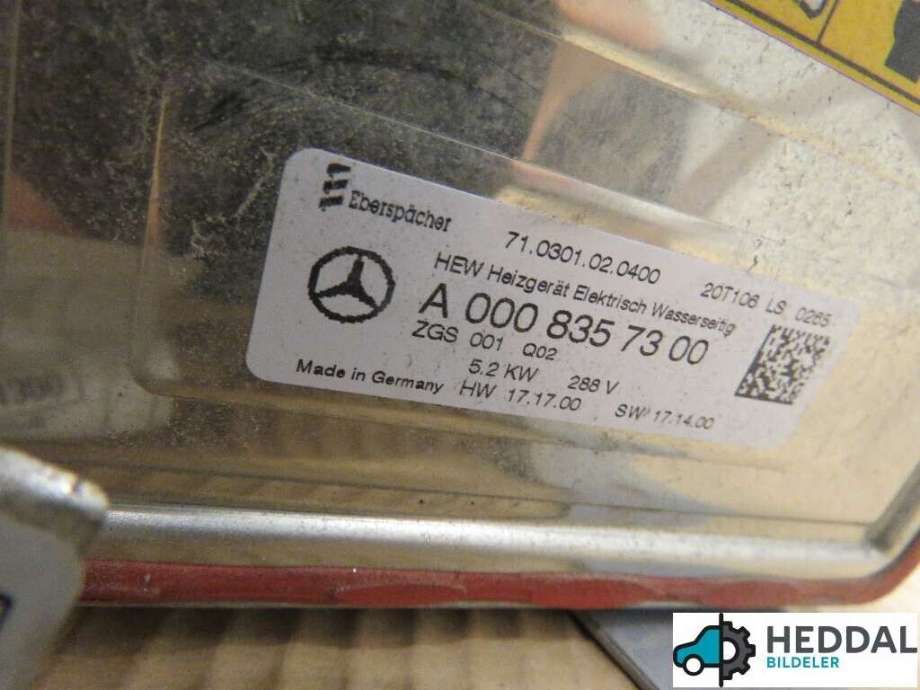 Eberspächer
71.0301.02.0400
20T106 LS 0265
HEW Heizgerät Elektrisch Wasserseitig
A 000 835 73 00
ZGS 001 Q02
5.2 KW 288 V
Made in Germany HW 17.17.00 SW 17.14.00
HEDDAL
BILDELER